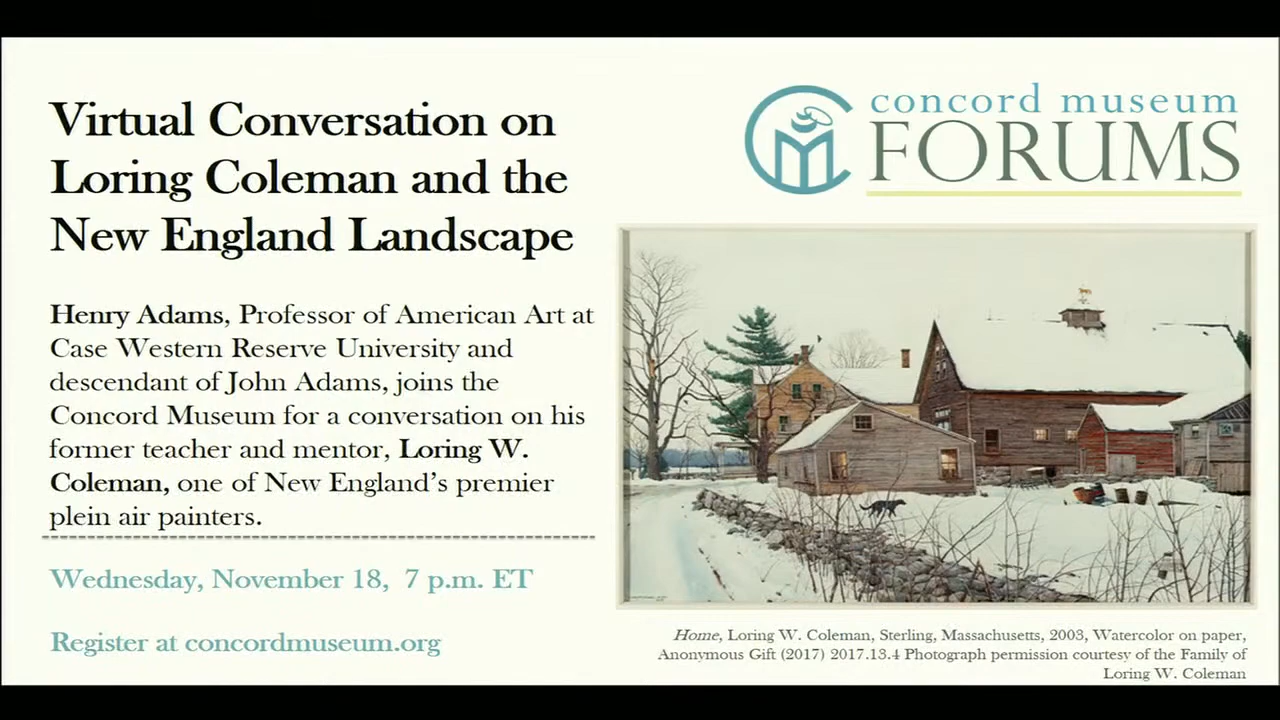 Virtual Conversation on
Loring Coleman and the
New England Landscape
Henry Adams, Professor of American Art at
Case Western Reserve University and
descendant of John Adams, joins the
Concord Museum for a conversation on his
former teacher and mentor, Loring W.
Coleman, one of New England's premier
plein air painters.
Wednesday, November 18, 7 p.m. ET
Register at concordmuseum.org
concord museum
FORUMS
Home, Loring W. Coleman, Sterling, Massachusetts, 2003, Watercolor on paper,
Anonymous Gift (2017) 2017.13.4 Photograph permission courtesy of the Family of
Loring W. Coleman